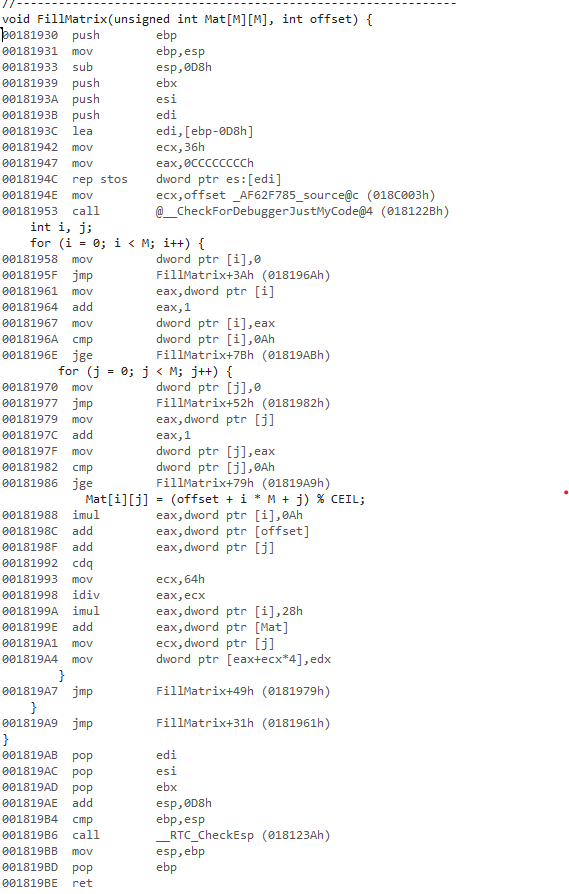 //-----------------------------------------------------------
void FillMatrix(unsigned int Mat[M][M], int offset) {
00181930  push        ebp
00181931  mov         ebp,esp
00181933  sub         esp,0D8h
00181939  push        ebx
0018193A  push        esi
0018193B  push        edi
0018193C  lea         edi,[ebp-0D8h]
00181942  mov         ecx,36h
00181947  mov         eax,0CCCCCCCCh
0018194C  rep stos    dword ptr es:[edi]
0018194E  mov         ecx,offset _AF62F785_source@c (018C003h)
00181953  call        @__CheckForDebuggerJustMyCode@4 (018122Bh)
    int i, j;
    for (i = 0; i < M; i++) {
00181958  mov         dword ptr [i],0
0018195F  jmp         FillMatrix+3Ah (018196Ah)
00181961  mov         eax,dword ptr [i]
00181964  add         eax,1
00181967  mov         dword ptr [i],eax
0018196A  cmp         dword ptr [i],0Ah
0018196E  jge         FillMatrix+7Bh (01819ABh)
        for (j = 0; j < M; j++) {
00181970  mov         dword ptr [j],0
00181977  jmp         FillMatrix+52h (0181982h)
00181979  mov         eax,dword ptr [j]
0018197C  add         eax,1
0018197F  mov         dword ptr [j],eax
00181982  cmp         dword ptr [j],0Ah
00181986  jge         FillMatrix+79h (01819A9h)
            Mat[i][j] = (offset + i * M + j) % CEIL;
00181988  imul        eax,dword ptr [i],0Ah
0018198C  add         eax,dword ptr [offset]
0018198F  add         eax,dword ptr [j]
00181992  cdq
00181993  mov         ecx,64h
00181998  idiv        eax,ecx
0018199A  imul        eax,dword ptr [i],28h
0018199E  add         eax,dword ptr [Mat]
001819A1  mov         ecx,dword ptr [j]
001819A4  mov         dword ptr [eax+ecx*4],edx
        }
001819A7  jmp         FillMatrix+49h (0181979h)
    }
001819A9  jmp         FillMatrix+31h (0181961h)
}
001819AB  pop         edi
001819AC  pop         esi
001819AD  pop         ebx
001819AE  add         esp,0D8h
001819B4  cmp         ebp,esp
001819B6  call        __RTC_CheckEsp (018123Ah)
001819BB  mov         esp,ebp
001819BD  pop         ebp
001819BE  ret